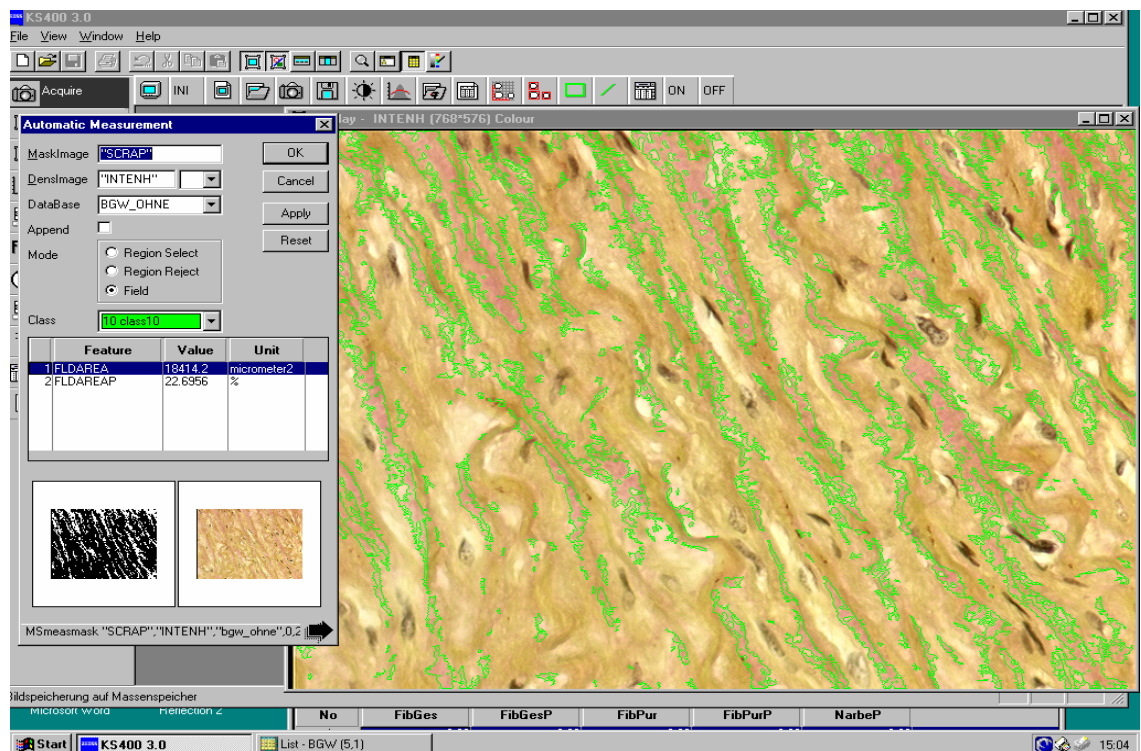 KS400 3.0
File View Window Help
Acquire
INI
ON OFF
lay - INTENH (768*576) Colour
Automatic Measurement
MaskImage "SCRAP"
OK
DensImage "INTENH"
Cancel
DataBase BGW_OHNE
Apply
Append
Reset
Mode
Region Select
Region Reject
Field
Class 10 class10
Feature Value Unit
1 FLDAREA 18414.2 micrometer2
2 FLDAREAP 22.6956 %
MSmeasmask "SCRAP","INTENH","bgw_ohne",0,2
Bildspeicherung auf Massenspeicher
Microsoft Word Reflection 2
No FibGes FibGesP FibPur FibPurP NarbeP
Start KS400 3.0 List - BGW (5,1) 15:04